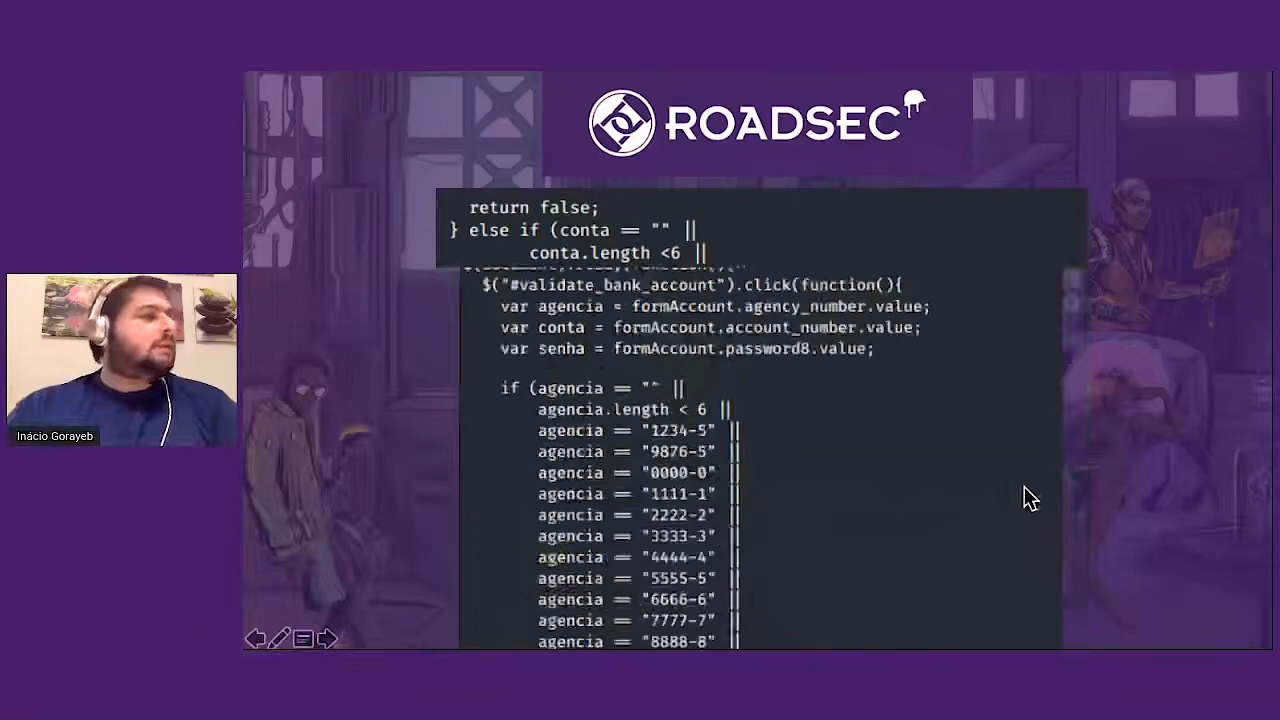 ROADSEC
return false;
} else if (conta == "" ||
conta.length <6 ||
$("#validate_bank_account").click(function(){
var agencia = formAccount.agency_number.value;
var conta = formAccount.account_number.value;
var senha = formAccount.password8.value;
if (agencia == "" ||
agencia.length < 6 ||
agencia == "1234-5" ||
agencia == "9876-5" ||
agencia == "0000-0" ||
agencia == "1111-1" ||
agencia == "2222-2" ||
agencia == "3333-3" ||
agencia == "4444-4" ||
agencia == "5555-5" ||
agencia == "6666-6" ||
agencia == "7777-7" ||
agencia == "8888-8" ||
Inácio Gorayeb